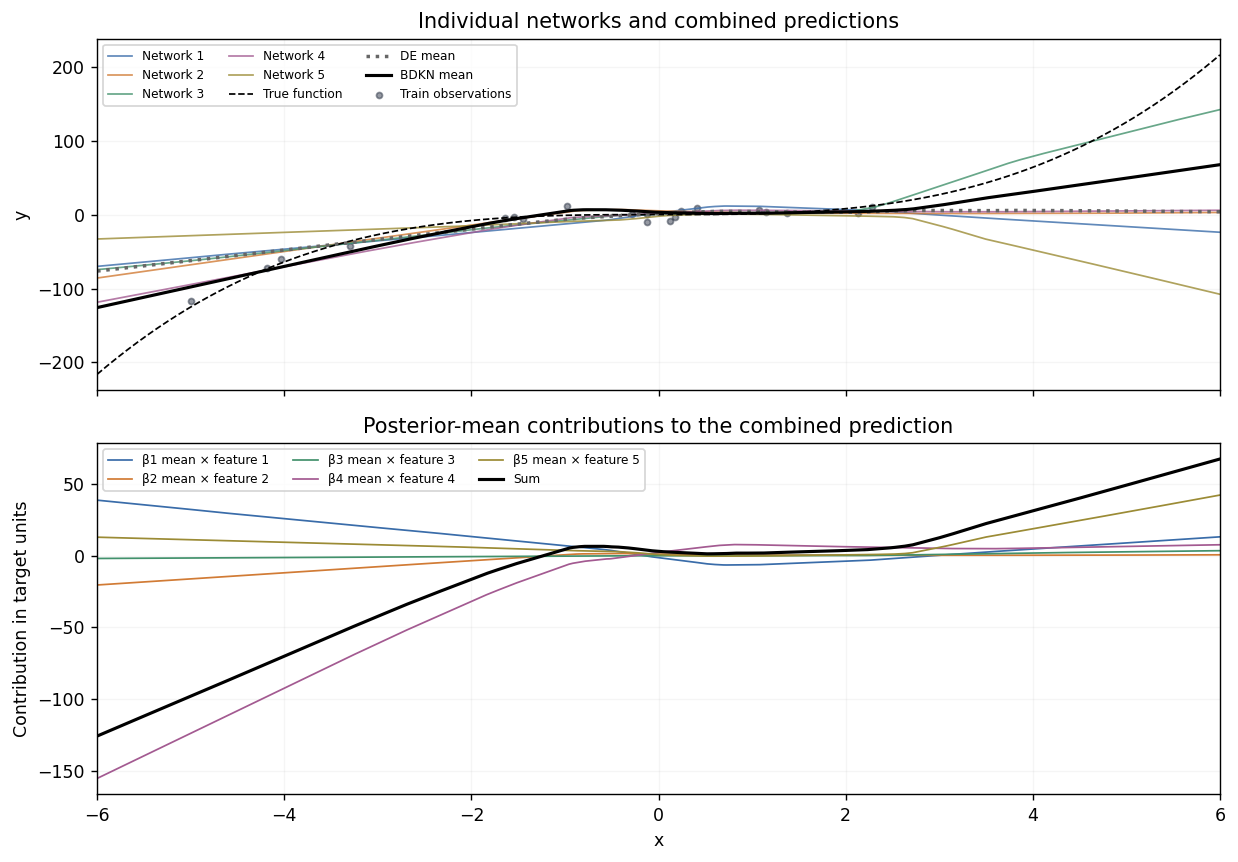 Individual networks and combined predictions
Network 1
Network 2
Network 3
Network 4
Network 5
True function
DE mean
BDKN mean
Train observations
200
100
0
−100
−200
y
Posterior-mean contributions to the combined prediction
β1 mean × feature 1
β2 mean × feature 2
β3 mean × feature 3
β4 mean × feature 4
β5 mean × feature 5
Sum
50
0
−50
−100
−150
Contribution in target units
−6
−4
−2
0
2
4
6
x